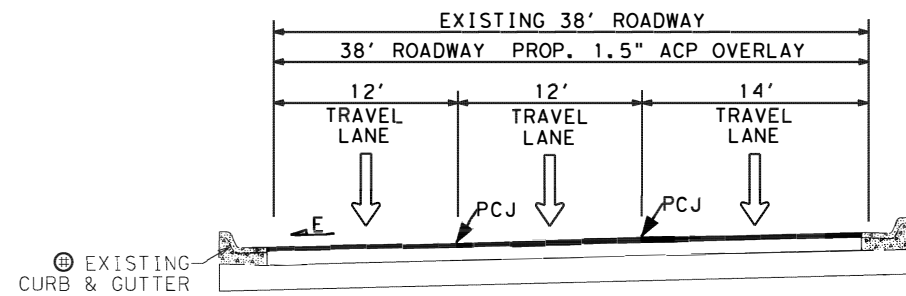 EXISTING 38' ROADWAY
38' ROADWAY PROP. 1.5" ACP OVERLAY
12' 12' 14'
TRAVEL LANE
TRAVEL LANE
TRAVEL LANE
PCJ
PCJ
E
# EXISTING
CURB & GUTTER